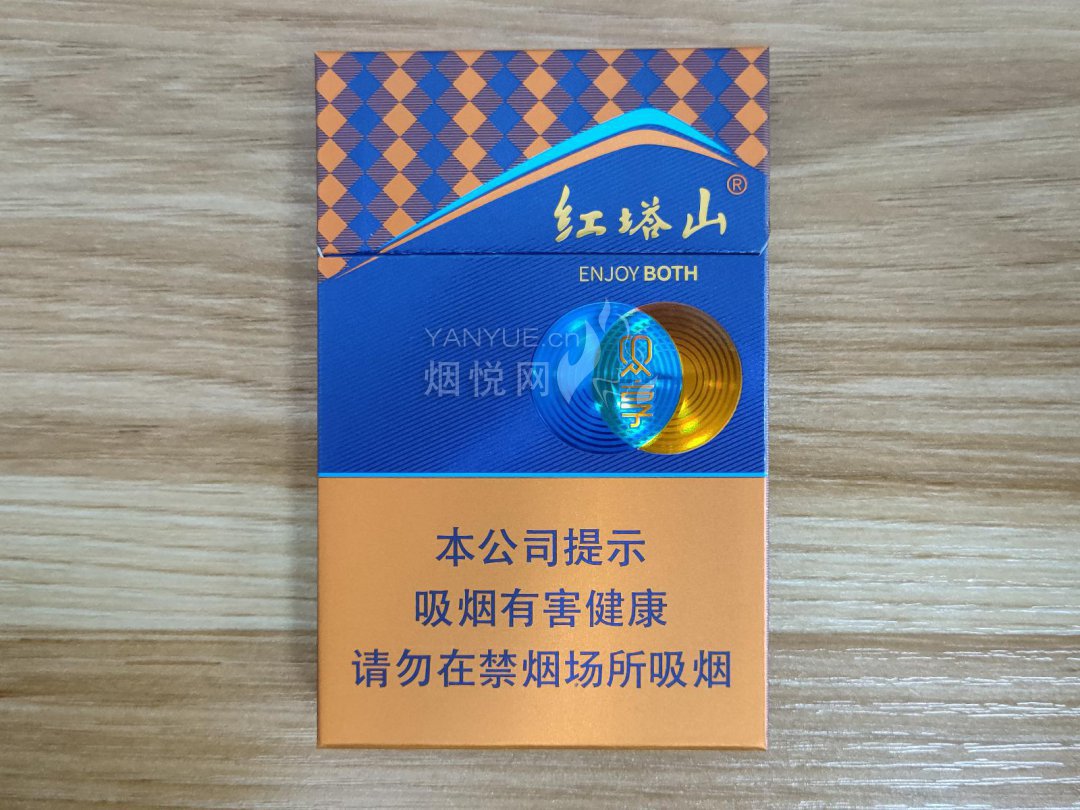 红塔山®
ENJOY BOTH
YANYUE.cn
烟悦网
双享
本公司提示
吸烟有害健康
请勿在禁烟场所吸烟